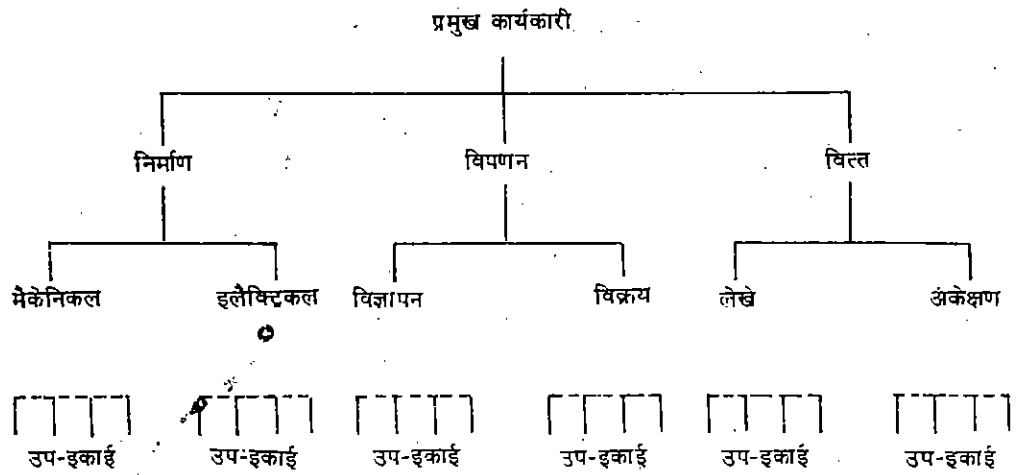 प्रमुख कार्यकारी
निर्माण विपणन वित्त
मैकेनिकल इलैक्ट्रिकल विज्ञापन विक्रय लेखे अंकेक्षण
उप-इकाई उप-इकाई उप-इकाई उप-इकाई उप-इकाई उप-इकाई